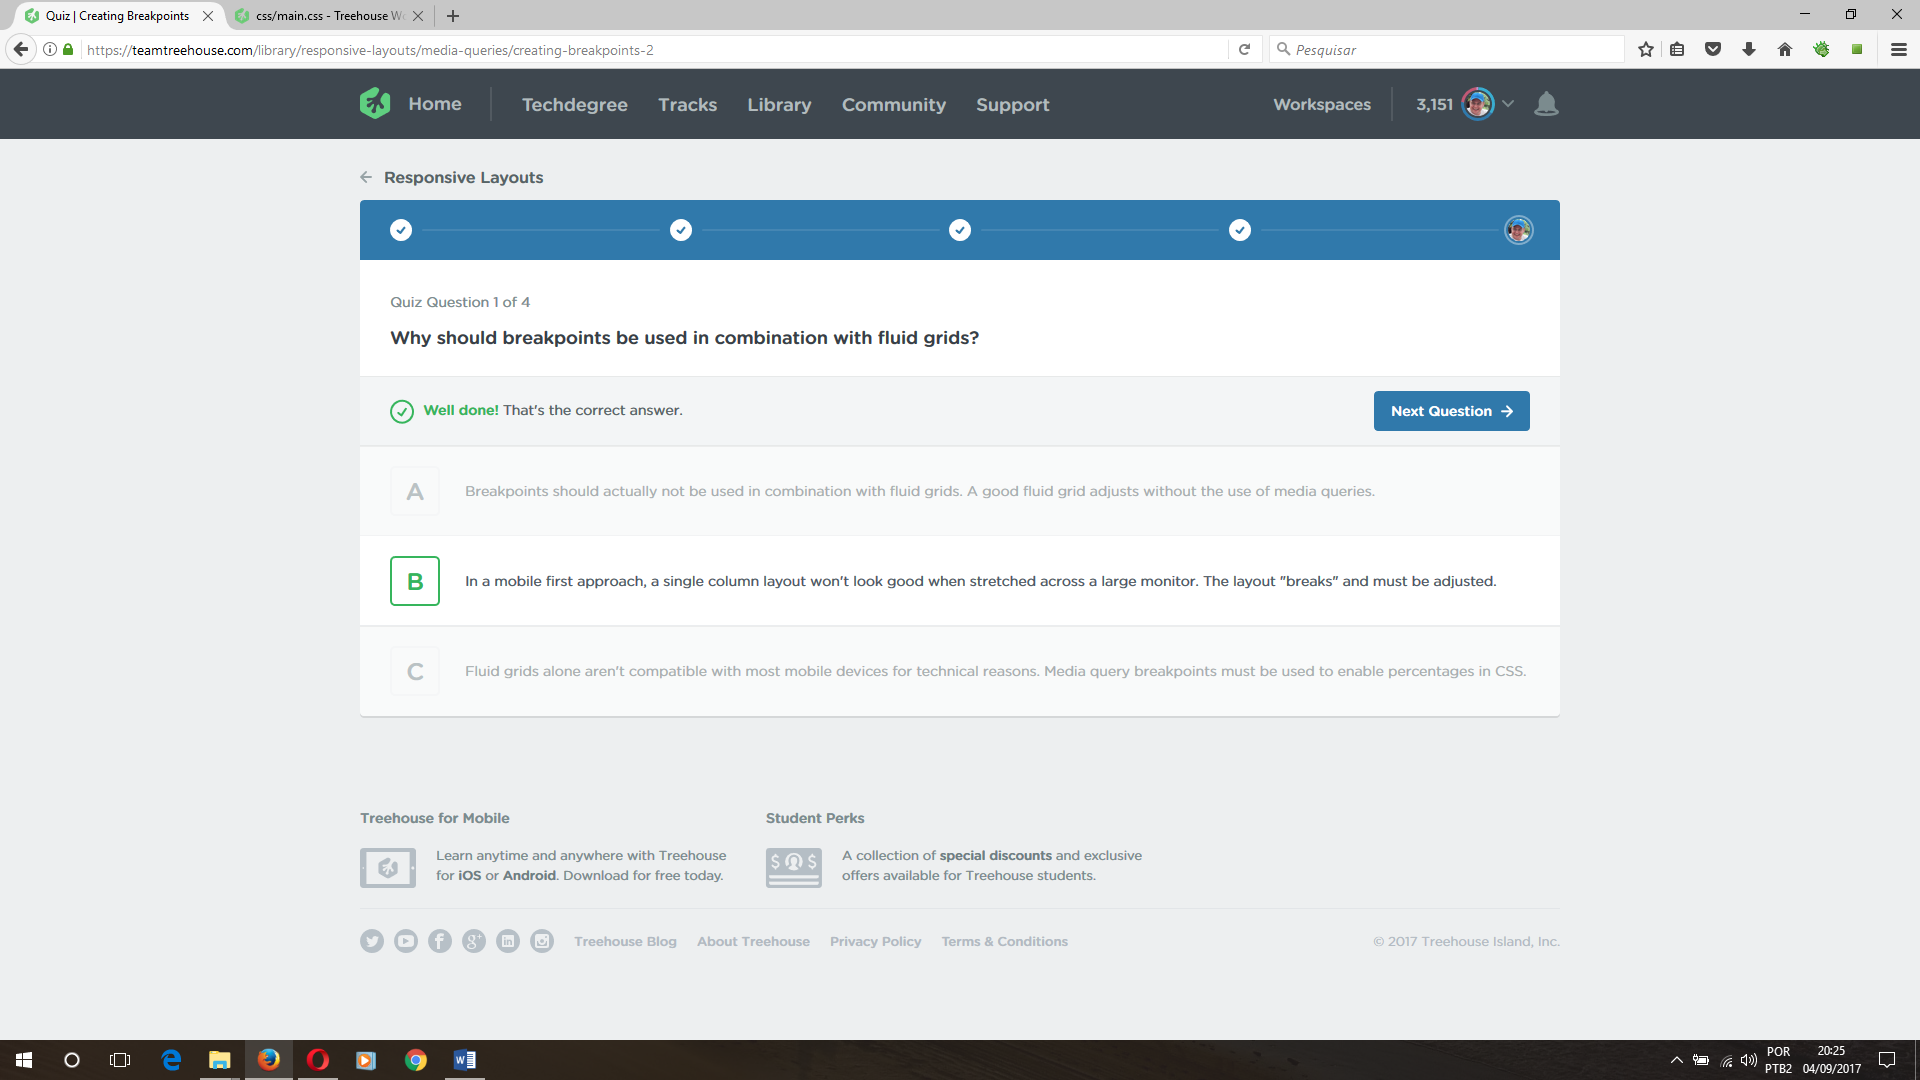 Quiz | Creating Breakpoints
css/main.css - Treehouse W
https://teamtreehouse.com/library/responsive-layouts/media-queries/creating-breakpoints-2
Pesquisar
Home
Techdegree
Tracks
Library
Community
Support
Workspaces
3,151
Responsive Layouts
Quiz Question 1 of 4
Why should breakpoints be used in combination with fluid grids?
Well done! That's the correct answer.
Next Question
A
Breakpoints should actually not be used in combination with fluid grids. A good fluid grid adjusts without the use of media queries.
B
In a mobile first approach, a single column layout won't look good when stretched across a large monitor. The layout "breaks" and must be adjusted.
C
Fluid grids alone aren't compatible with most mobile devices for technical reasons. Media query breakpoints must be used to enable percentages in CSS.
Treehouse for Mobile
Learn anytime and anywhere with Treehouse
for iOS or Android. Download for free today.
Student Perks
A collection of special discounts and exclusive
offers available for Treehouse students.
Treehouse Blog
About Treehouse
Privacy Policy
Terms & Conditions
© 2017 Treehouse Island, Inc.
POR
PTB2
20:25
04/09/2017